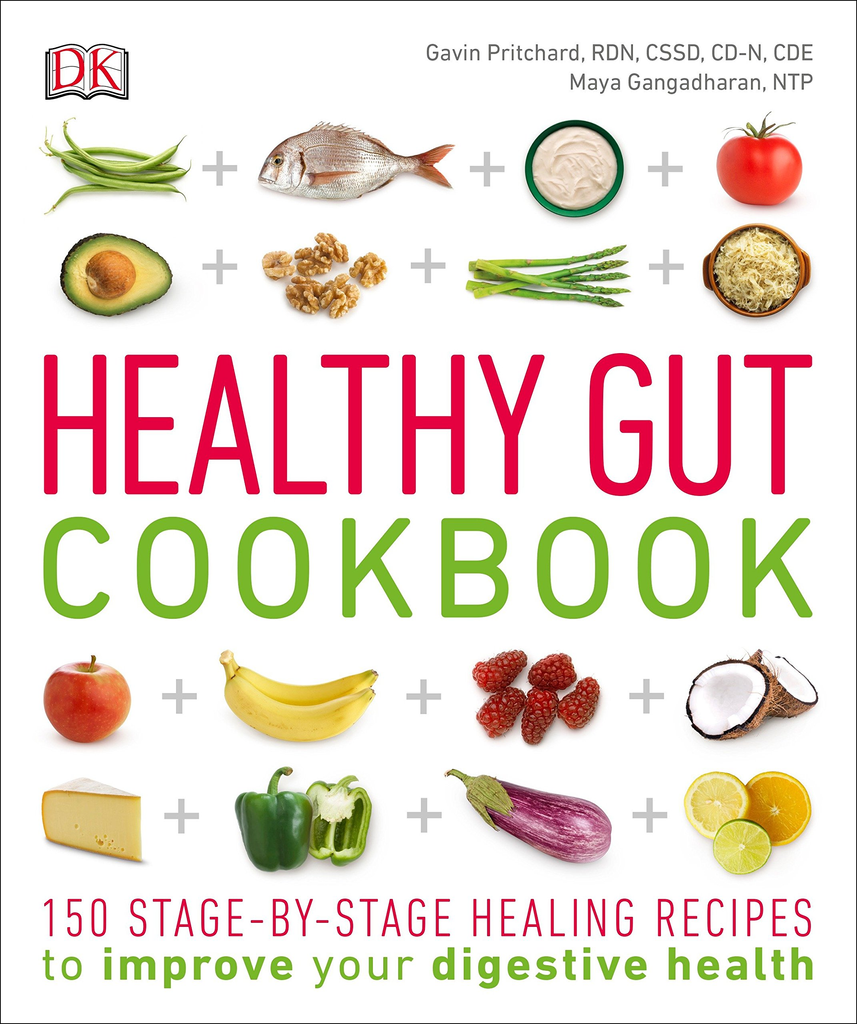 DK
Gavin Pritchard, RDN, CSSD, CD-N, CDE
Maya Gangadharan, NTP
HEALTHY GUT
COOKBOOK
150 STAGE-BY-STAGE HEALING RECIPES
to improve your digestive health